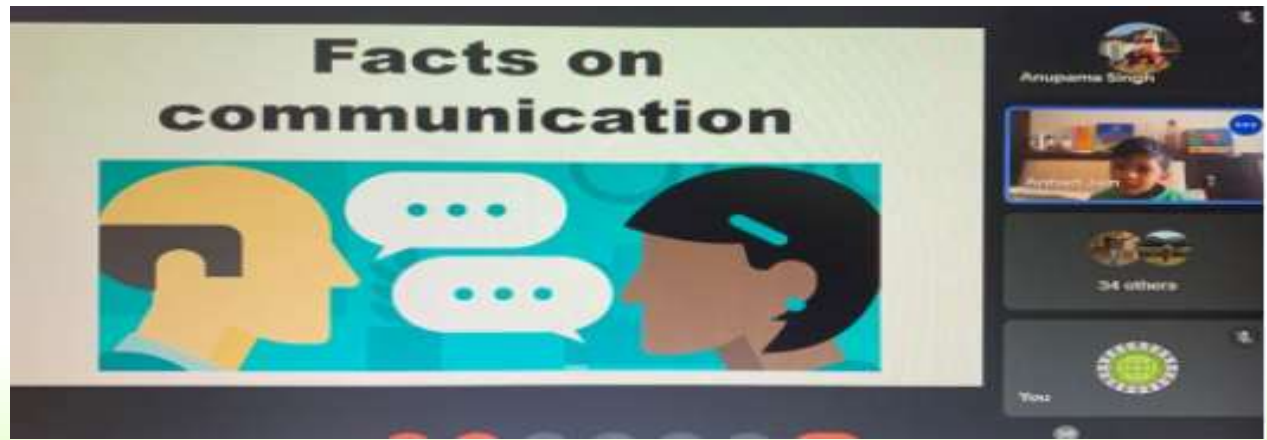 Facts on
communication
Anupama Singh
34 others
You